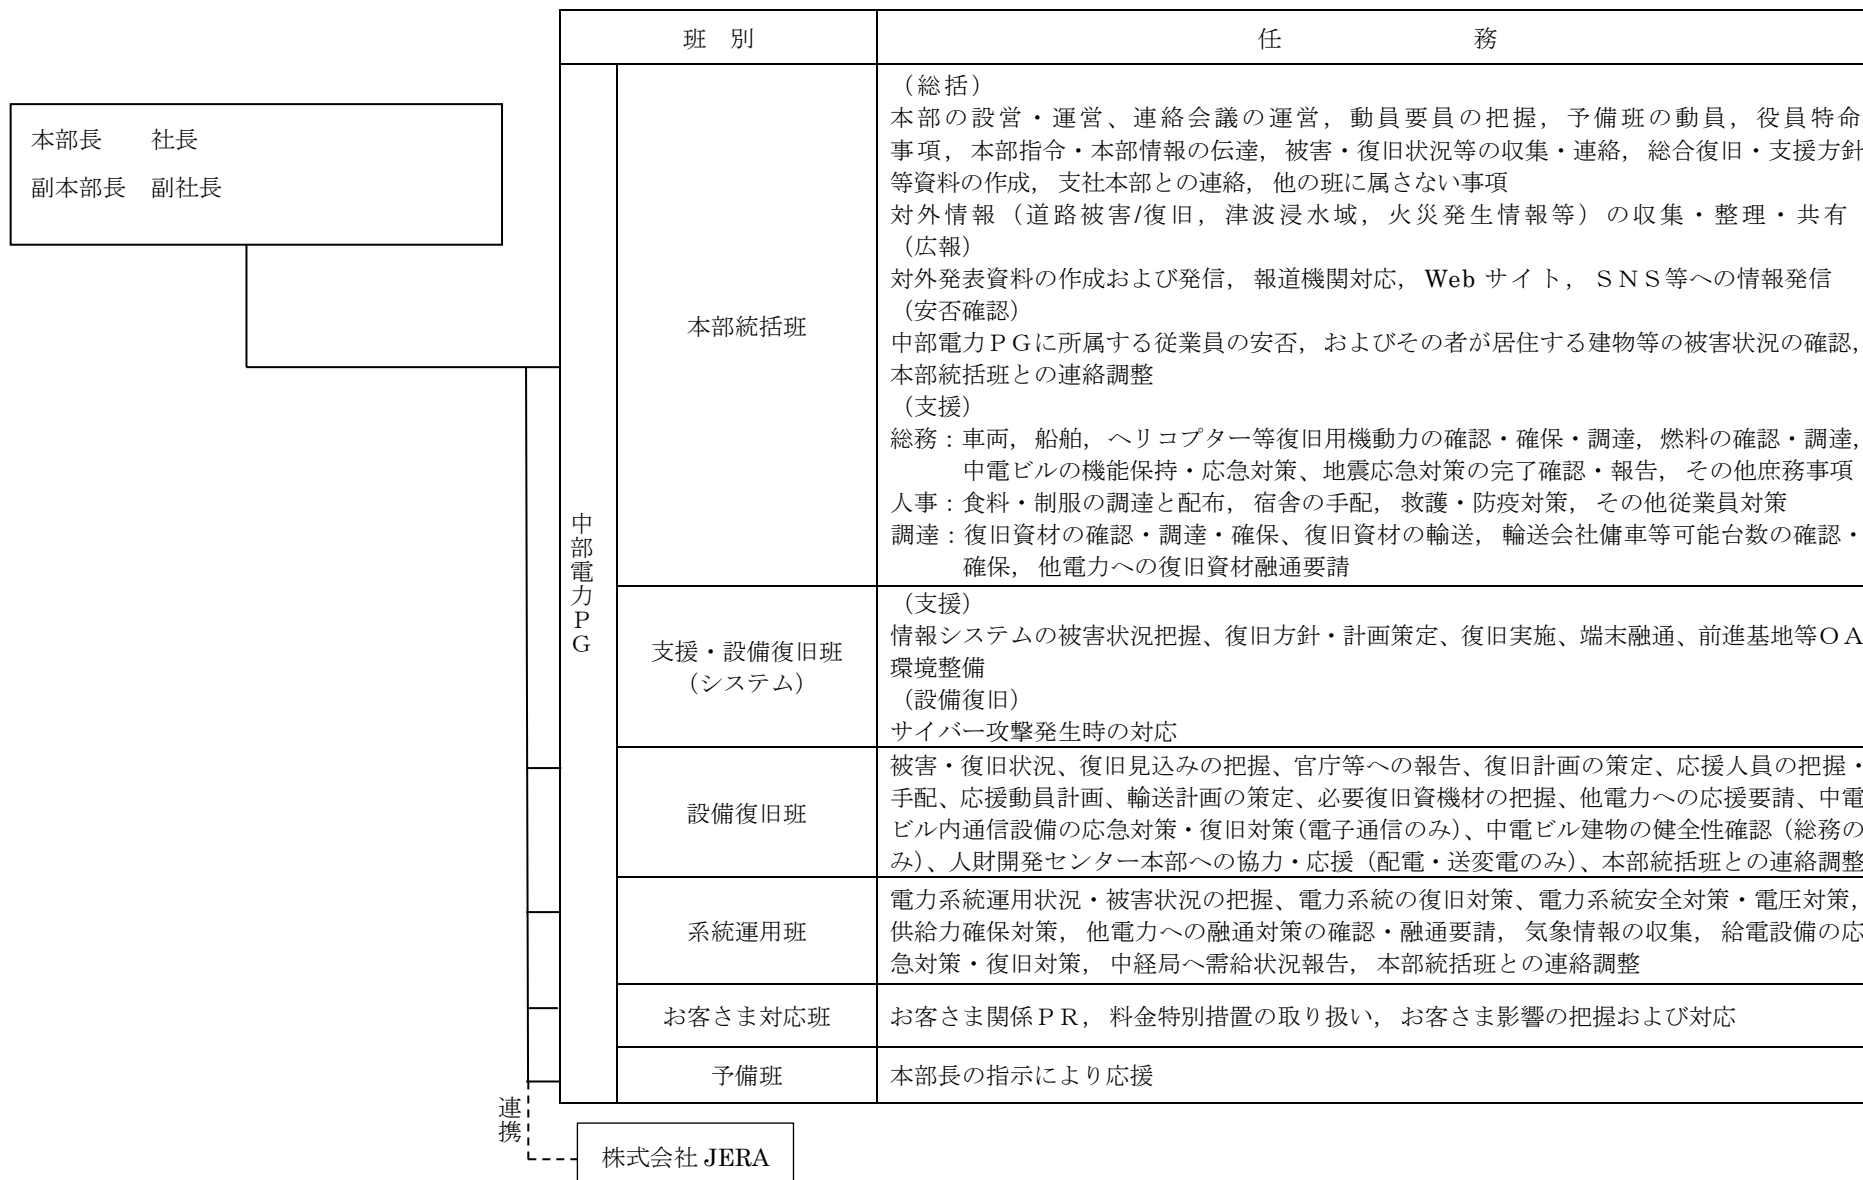 班　別
任　務
本部長　社長
副本部長　副社長
中部電力ＰＧ
本部統括班
（総括）
本部の設営・運営、連絡会議の運営，動員要員の把握，予備班の動員，役員特命
事項，本部指令・本部情報の伝達，被害・復旧状況等の収集・連絡，総合復旧・支援方針
等資料の作成，支社本部との連絡，他の班に属さない事項
対外情報（道路被害/復旧，津波浸水域，火災発生情報等）の収集・整理・共有
（広報）
対外発表資料の作成および発信，報道機関対応，Web サイト，ＳＮＳ等への情報発信
（安否確認）
中部電力ＰＧに所属する従業員の安否，およびその者が居住する建物等の被害状況の確認，
本部統括班との連絡調整
（支援）
総務：車両，船舶，ヘリコプター等復旧用機動力の確認・確保・調達，燃料の確認・調達，
中電ビルの機能保持・応急対策、地震応急対策の完了確認・報告，その他庶務事項
人事：食料・制服の調達と配布，宿舎の手配，救護・防疫対策，その他従業員対策
調達：復旧資材の確認・調達・確保、復旧資材の輸送，輸送会社傭車等可能台数の確認・
確保，他電力への復旧資材融通要請
支援・設備復旧班
（システム）
（支援）
情報システムの被害状況把握、復旧方針・計画策定、復旧実施、端末融通、前進基地等ＯＡ
環境整備
（設備復旧）
サイバー攻撃発生時の対応
設備復旧班
被害・復旧状況、復旧見込みの把握、官庁等への報告、復旧計画の策定、応援人員の把握・
手配、応援動員計画、輸送計画の策定、必要復旧資機材の把握、他電力への応援要請、中電
ビル内通信設備の応急対策・復旧対策(電子通信のみ)、中電ビル建物の健全性確認（総務の
み）、人財開発センター本部への協力・応援（配電・送変電のみ）、本部統括班との連絡調整
系統運用班
電力系統運用状況・被害状況の把握、電力系統の復旧対策、電力系統安全対策・電圧対策，
供給力確保対策，他電力への融通対策の確認・融通要請，気象情報の収集，給電設備の応
急対策・復旧対策，中経局へ需給状況報告，本部統括班との連絡調整
お客さま対応班
お客さま関係ＰＲ，料金特別措置の取り扱い，お客さま影響の把握および対応
予備班
本部長の指示により応援
連携
株式会社 JERA